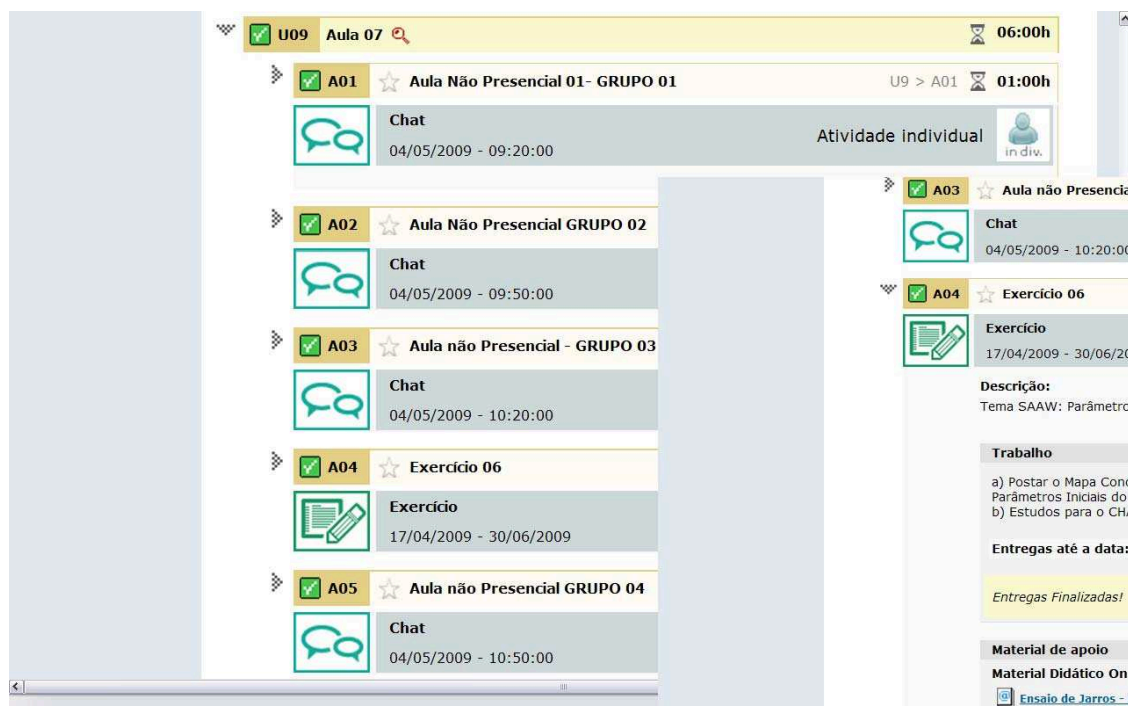 U09 Aula 07 06:00h
A01 Aula Não Presencial 01- GRUPO 01 U9 > A01 01:00h
Chat
04/05/2009 - 09:20:00
Atividade individual
indiv.
A02 Aula Não Presencial GRUPO 02
Chat
04/05/2009 - 09:50:00
A03 Aula não Presencial - GRUPO 03
Chat
04/05/2009 - 10:20:00
A04 Exercício 06
Exercício
17/04/2009 - 30/06/2009
A05 Aula não Presencial GRUPO 04
Chat
04/05/2009 - 10:50:00
A03 Aula não Presencia
Chat
04/05/2009 - 10:20:00
A04 Exercício 06
Exercício
17/04/2009 - 30/06/20
Descrição:
Tema SAAW: Parâmetro
Trabalho
a) Postar o Mapa Conc
Parâmetros Iniciais do
b) Estudos para o CHA
Entregas até a data:
Entregas Finalizadas!
Material de apoio
Material Didático On
Ensaio de Jarros -